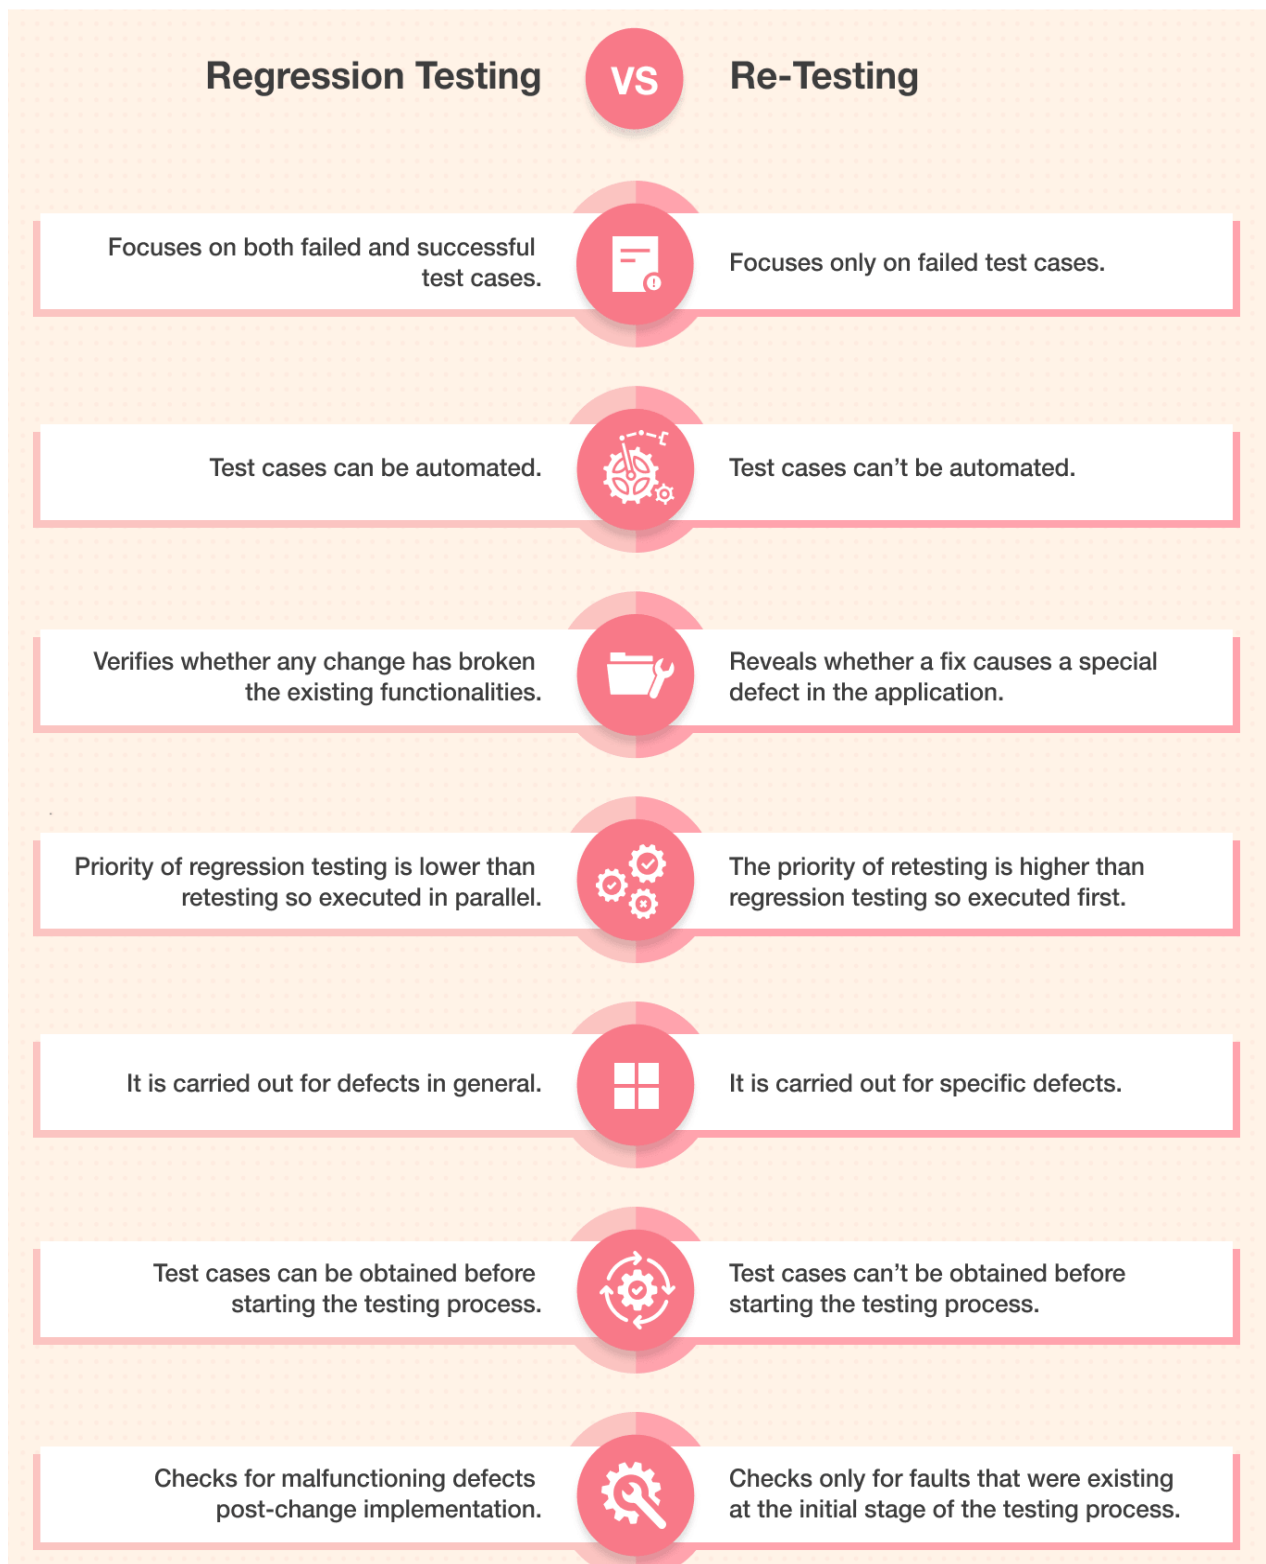 Regression Testing
VS
Re-Testing
Focuses on both failed and successful
test cases.
Focuses only on failed test cases.
Test cases can be automated.
Test cases can’t be automated.
Verifies whether any change has broken
the existing functionalities.
Reveals whether a fix causes a special
defect in the application.
Priority of regression testing is lower than
retesting so executed in parallel.
The priority of retesting is higher than
regression testing so executed first.
It is carried out for defects in general.
It is carried out for specific defects.
Test cases can be obtained before
starting the testing process.
Test cases can’t be obtained before
starting the testing process.
Checks for malfunctioning defects
post-change implementation.
Checks only for faults that were existing
at the initial stage of the testing process.